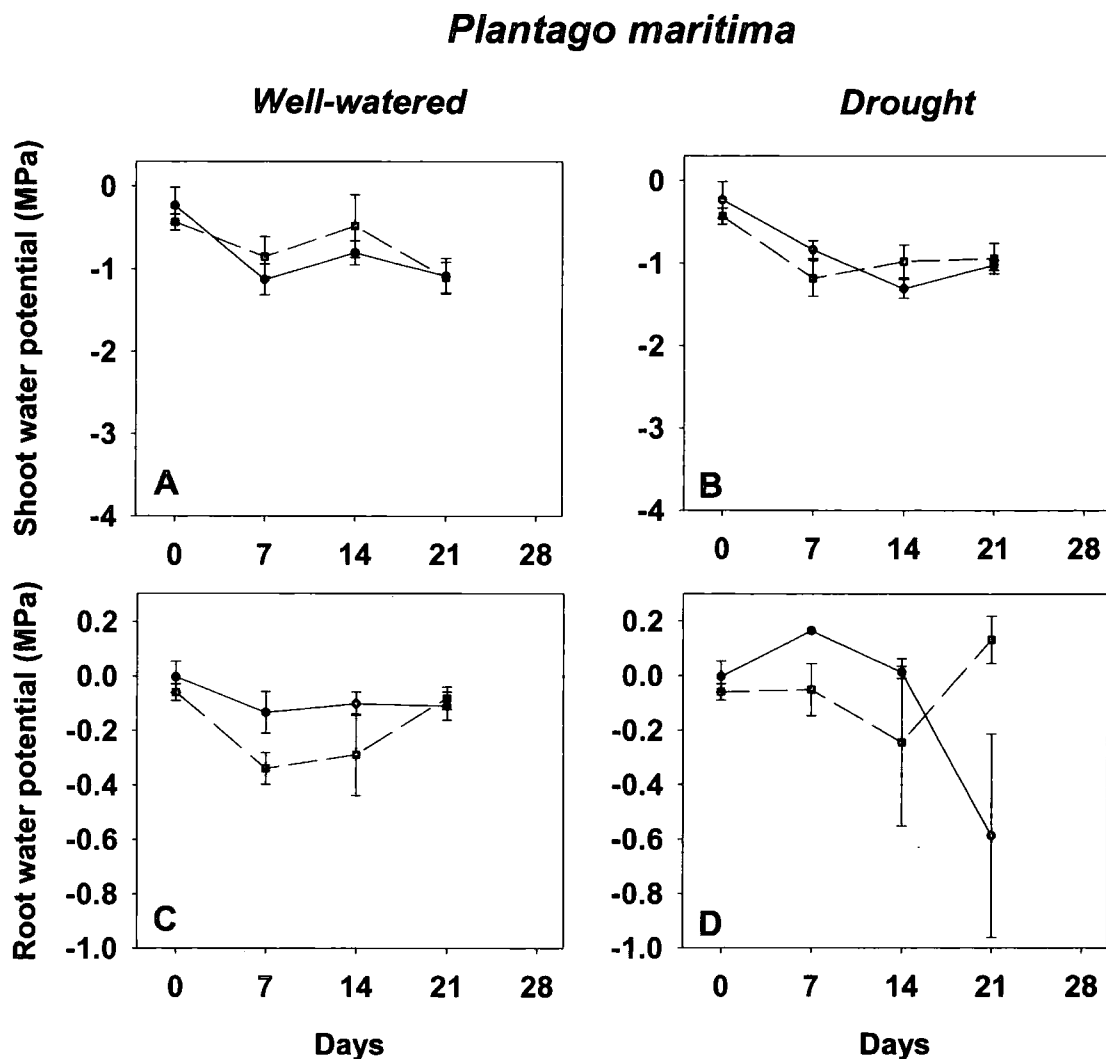 Plantago maritima
Well-watered
Drought
Shoot water potential (MPa)
0
-1
-2
-3
-4
A
0 7 14 21 28
0
-1
-2
-3
-4
B
0 7 14 21 28
Root water potential (MPa)
0.2
0.0
-0.2
-0.4
-0.6
-0.8
-1.0
C
0 7 14 21 28
Days
0.2
0.0
-0.2
-0.4
-0.6
-0.8
-1.0
D
0 7 14 21 28
Days